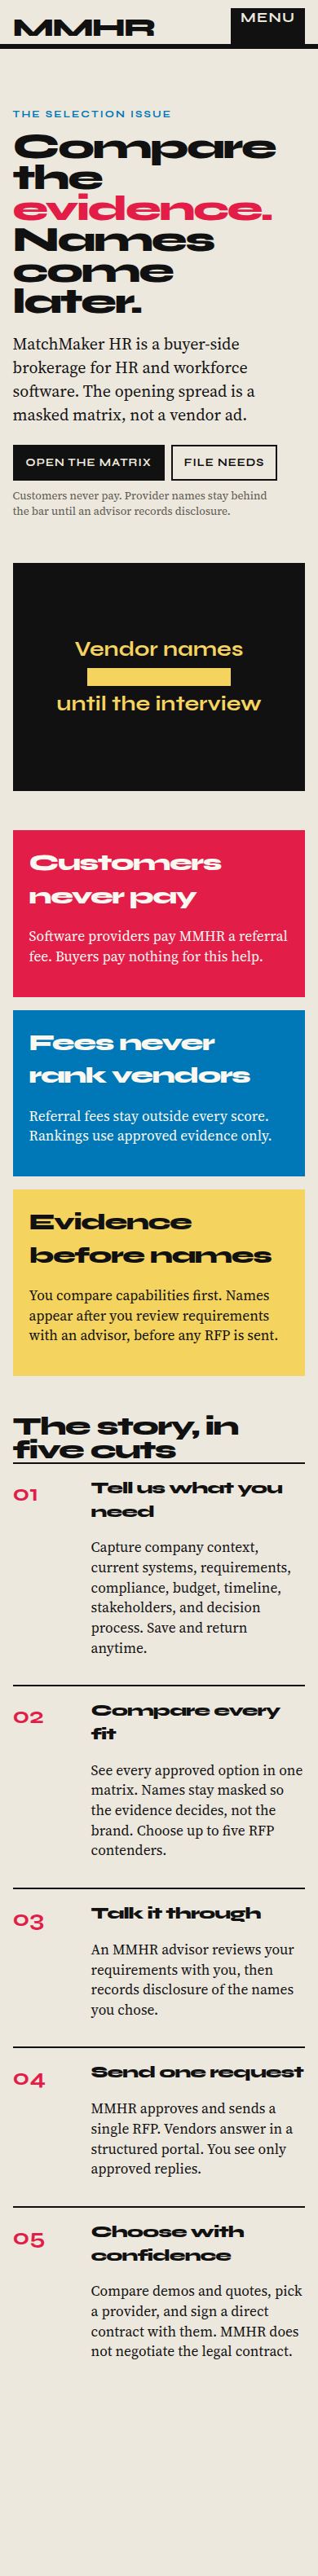 MMHR
MENU
THE SELECTION ISSUE
Compare
the
evidence.
Names
come
later.
MatchMaker HR is a buyer-side
brokerage for HR and workforce
software. The opening spread is a
masked matrix, not a vendor ad.
OPEN THE MATRIX
FILE NEEDS
Customers never pay. Provider names stay behind
the bar until an advisor records disclosure.
Vendor names
until the interview
Customers
never pay
Software providers pay MMHR a referral
fee. Buyers pay nothing for this help.
Fees never
rank vendors
Referral fees stay outside every score.
Rankings use approved evidence only.
Evidence
before names
You compare capabilities first. Names
appear after you review requirements
with an advisor, before any RFP is sent.
The story, in
five cuts
01
Tell us what you
need
Capture company context,
current systems, requirements,
compliance, budget, timeline,
stakeholders, and decision
process. Save and return
anytime.
02
Compare every
fit
See every approved option in one
matrix. Names stay masked so
the evidence decides, not the
brand. Choose up to five RFP
contenders.
03
Talk it through
An MMHR advisor reviews your
requirements with you, then
records disclosure of the names
you chose.
04
Send one request
MMHR approves and sends a
single RFP. Vendors answer in a
structured portal. You see only
approved replies.
05
Choose with
confidence
Compare demos and quotes, pick
a provider, and sign a direct
contract with them. MMHR does
not negotiate the legal contract.